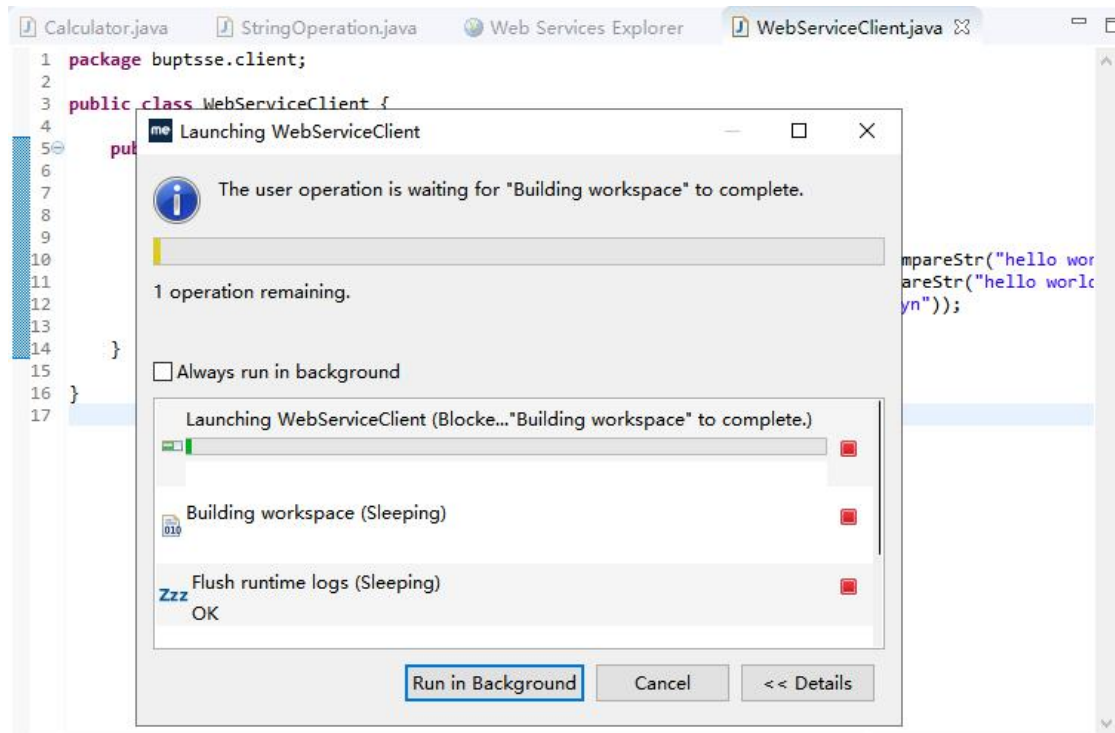 Calculator.java StringOperation.java Web Services Explorer WebServiceClient.java
1 package buptsse.client;
2
3 public class WebServiceClient {
4
me Launching WebServiceClient
5 pub
6
The user operation is waiting for "Building workspace" to complete.
7
8
9
10 mpareStr("hello wor
11 areStr("hello world
1 operation remaining.
12 yn"));
13
14 }
15
Always run in background
16 }
17
Launching WebServiceClient (Blocke..."Building workspace" to complete.)
Building workspace (Sleeping)
010
Flush runtime logs (Sleeping)
Zzz
OK
Run in Background Cancel << Details